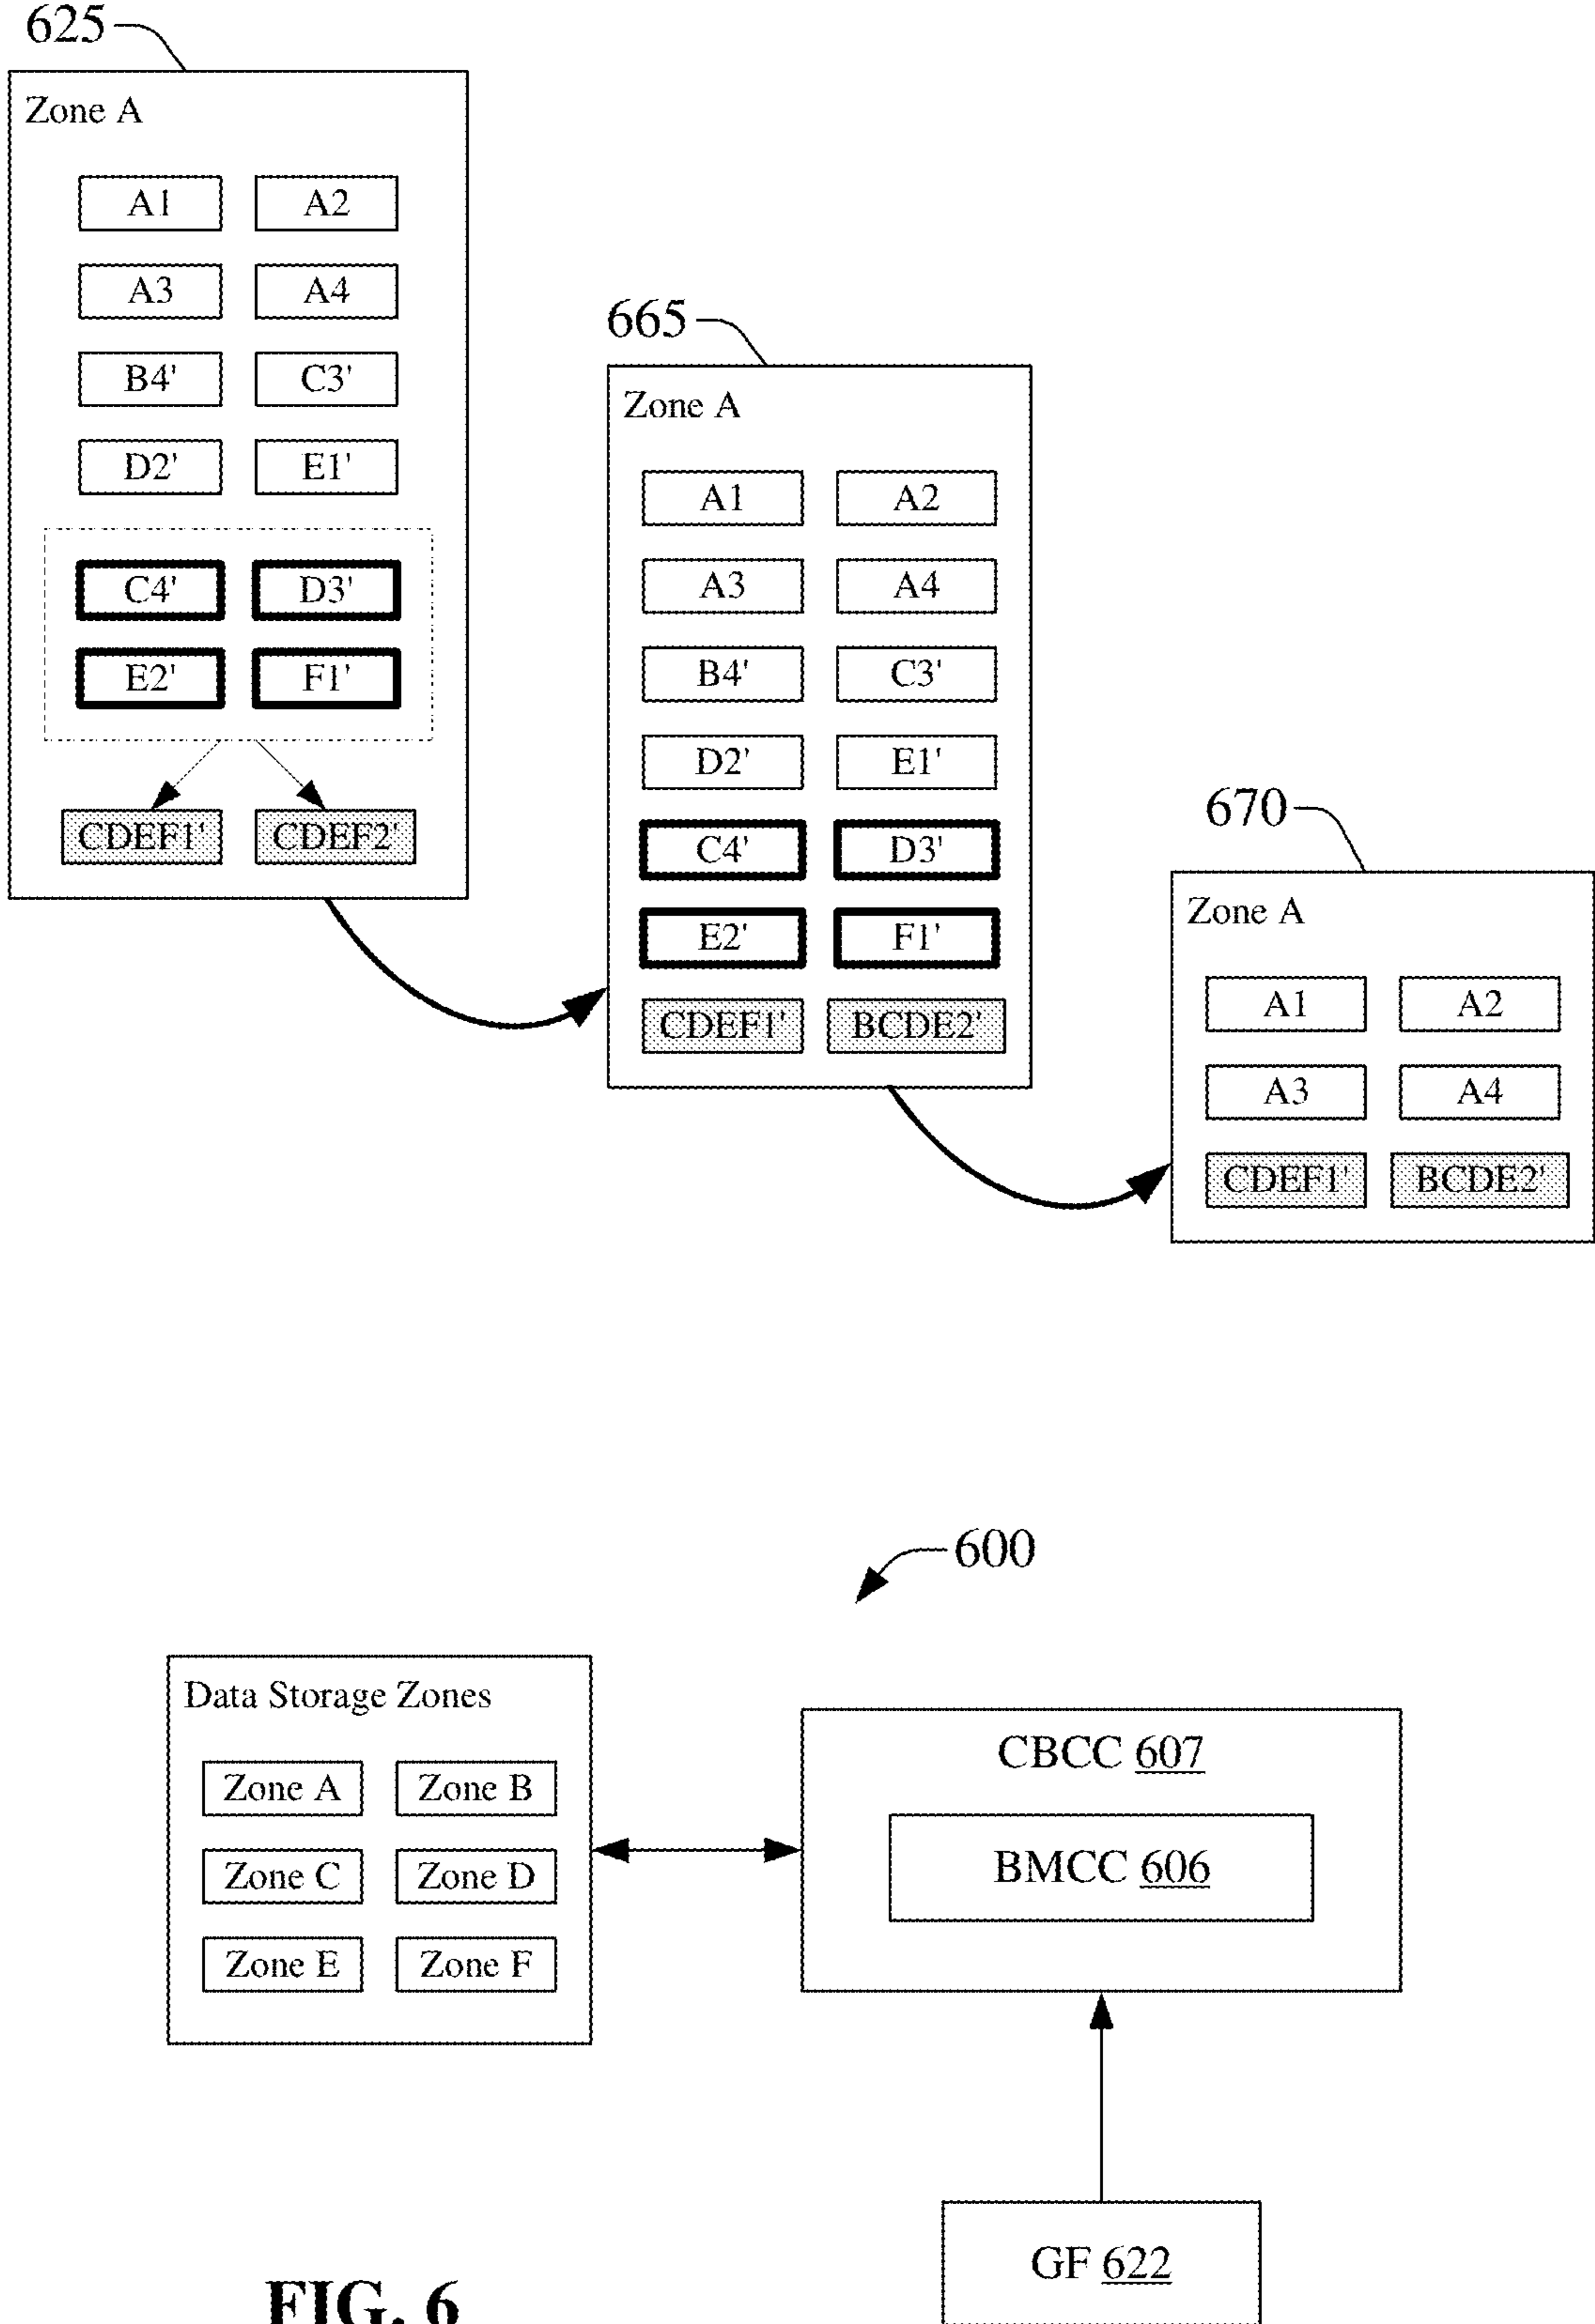 625
Zone A
A1 A2
A3 A4
B4' C3'
D2' E1'
C4' D3'
E2' F1'
CDEF1' CDEF2'
665
Zone A
A1 A2
A3 A4
B4' C3'
D2' E1'
C4' D3'
E2' F1'
CDEF1' BCDE2'
670
Zone A
A1 A2
A3 A4
CDEF1' BCDE2'
600
Data Storage Zones
Zone A Zone B
Zone C Zone D
Zone E Zone F
CBCC 607
BMCC 606
GF 622
FIG. 6